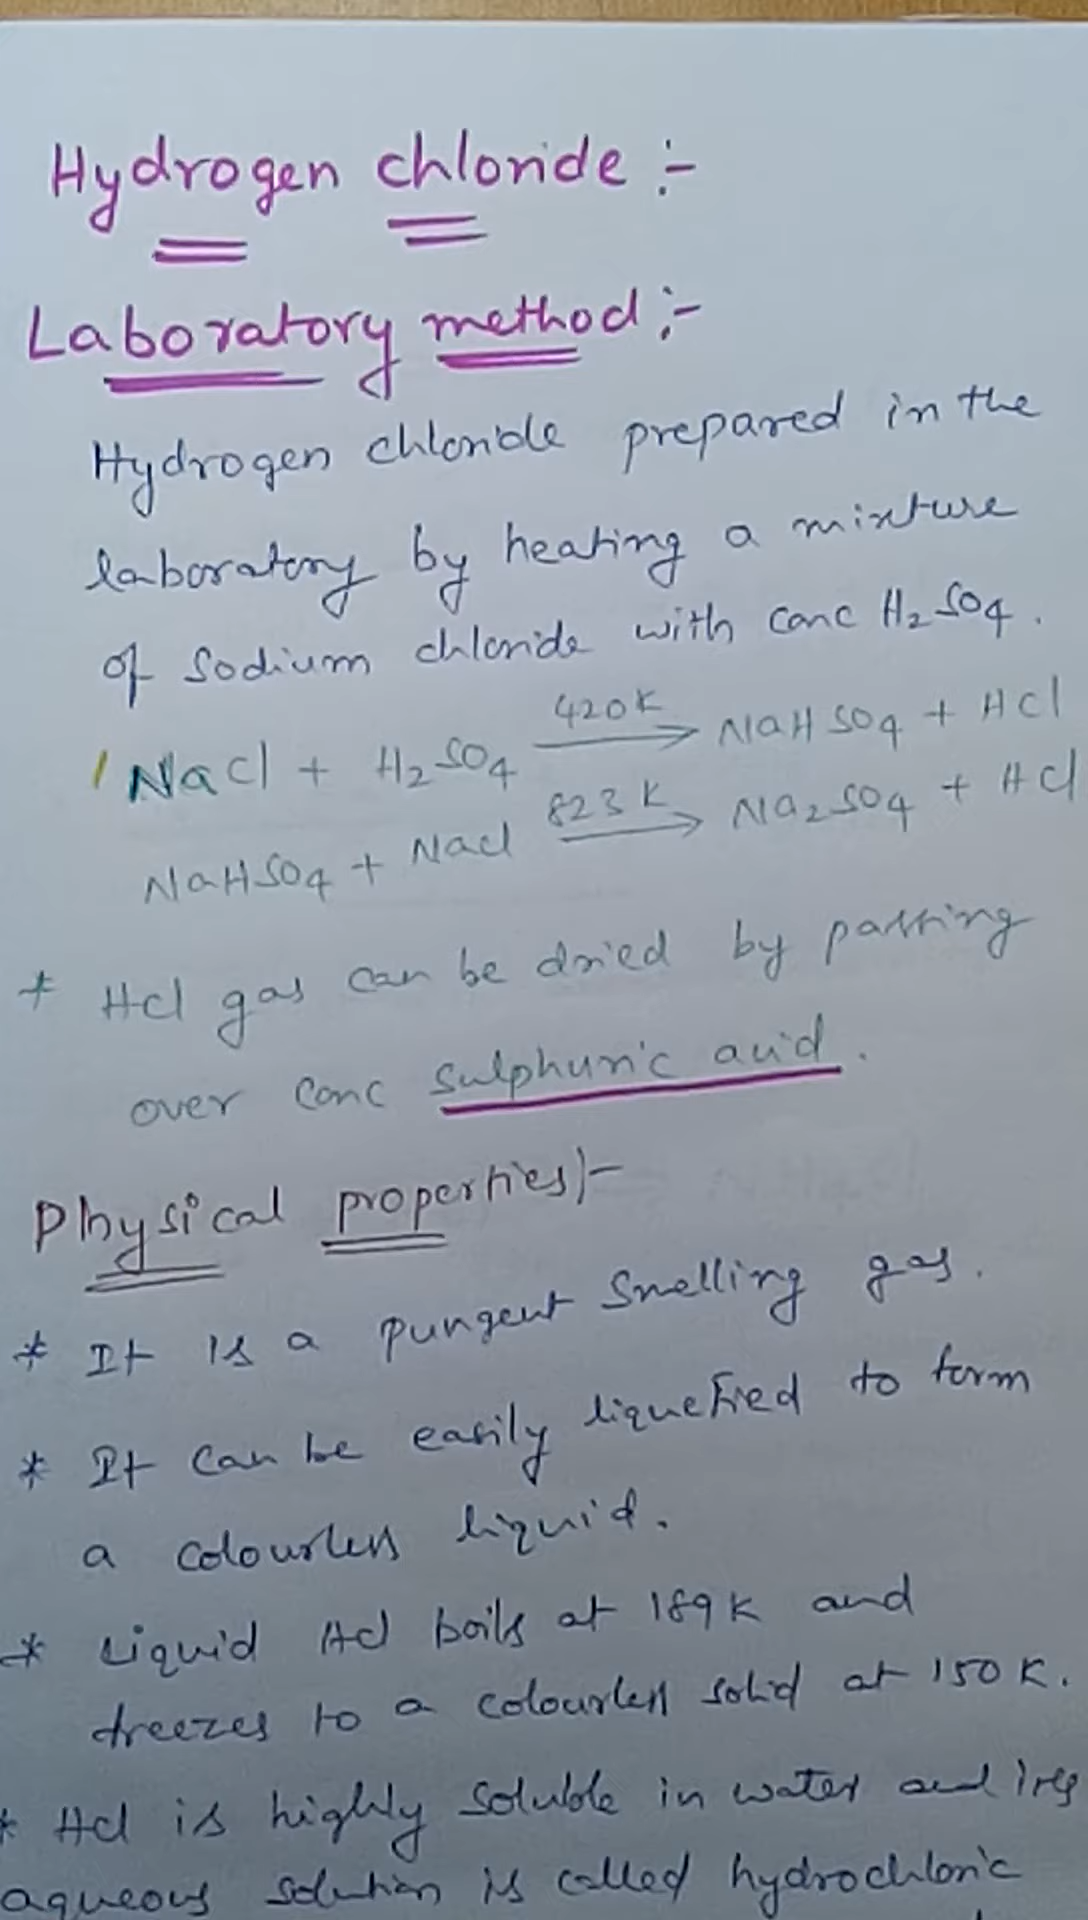 Hydrogen chloride :-
Laboratory method :-
Hydrogen chloride prepared in the
laboratory by heating a mixture
of Sodium chloride with conc H₂SO₄.
NaCl + H₂SO₄ 420K → NaHSO₄ + HCl
NaHSO₄ + NaCl 823 K → Na₂SO₄ + HCl
* HCl gas can be dried by passing
over conc sulphuric acid.
Physical properties:-
* It is a pungent smelling gas.
* It can be easily liquefied to form
a colourless liquid.
* Liquid HCl boils at 189K and
freezes to a colourless solid at 150K.
* HCl is highly soluble in water and its
aqueous solution is called hydrochloric